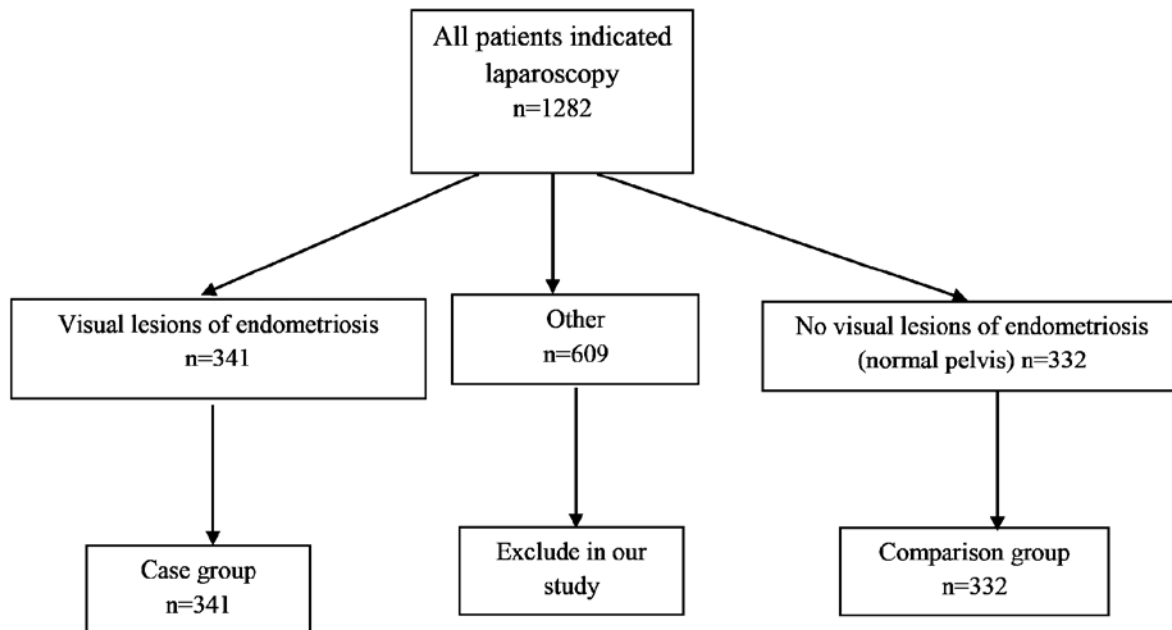 All patients indicated
laparoscopy
n=1282
Visual lesions of endometriosis
n=341
Other
n=609
No visual lesions of endometriosis
(normal pelvis) n=332
Case group
n=341
Exclude in our
study
Comparison group
n=332